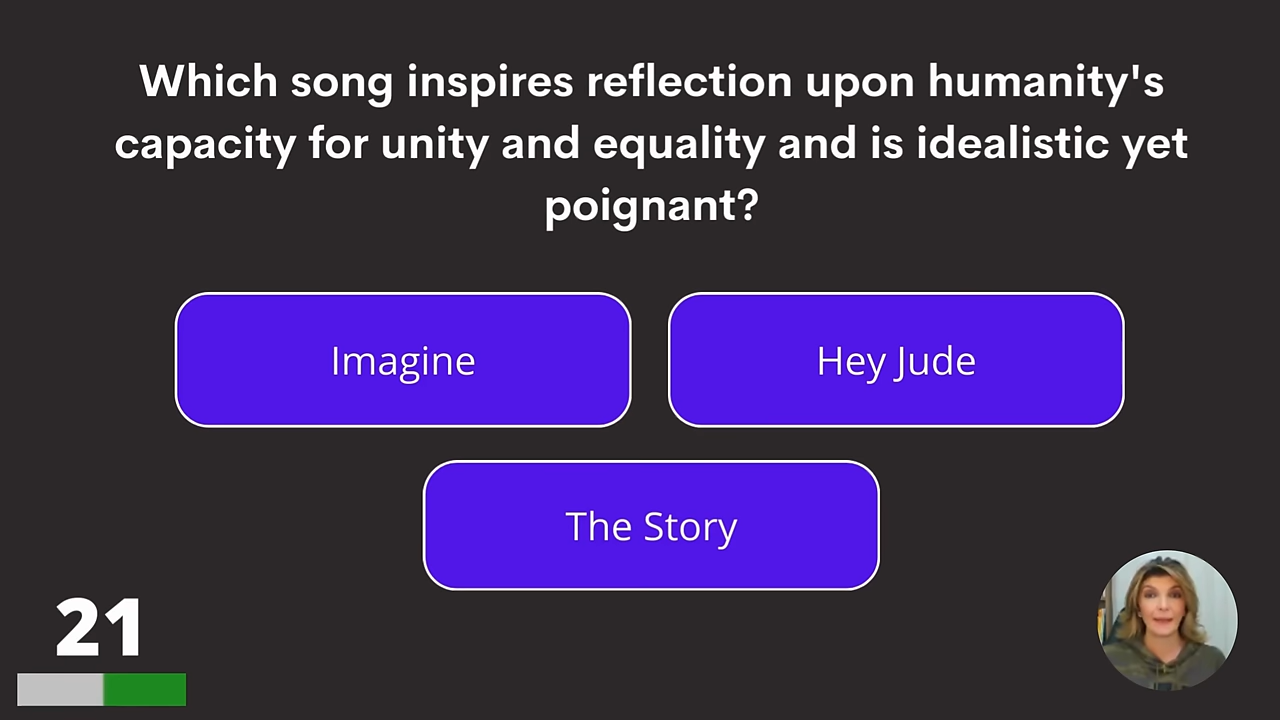 Which song inspires reflection upon humanity's
capacity for unity and equality and is idealistic yet
poignant?
Imagine
Hey Jude
The Story
21